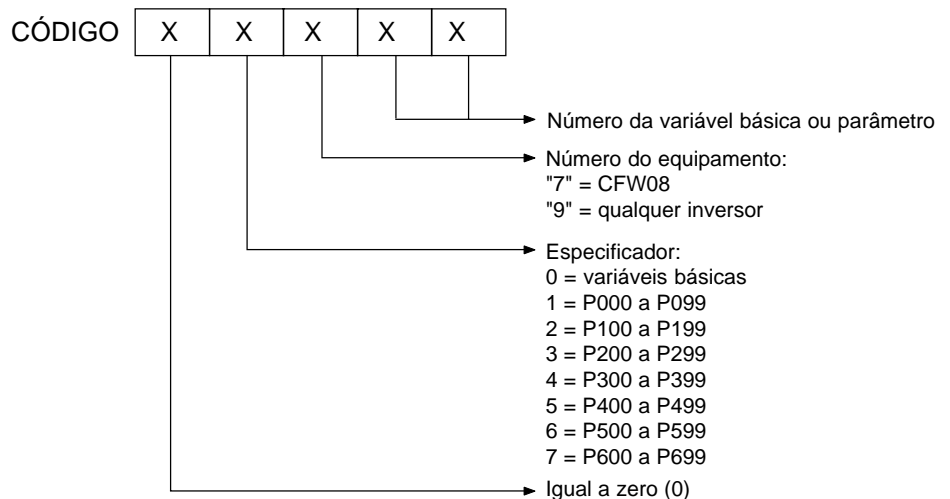 CÓDIGO X X X X X
Número da variável básica ou parâmetro
Número do equipamento:
"7" = CFW08
"9" = qualquer inversor
Especificador:
0 = variáveis básicas
1 = P000 a P099
2 = P100 a P199
3 = P200 a P299
4 = P300 a P399
5 = P400 a P499
6 = P500 a P599
7 = P600 a P699
Igual a zero (0)